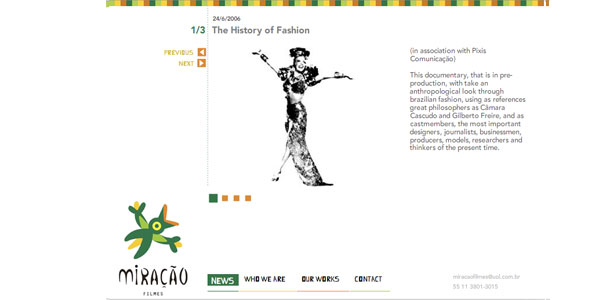 24/6/2006
1/3 The History of Fashion
PREVIOUS
NEXT
(in association with Pixis
Comunicação)
This documentary, that is in pre-
production, with take an
anthropological look through
brazilian fashion, using as references
great philosophers as Câmara
Cascudo and Gilberto Freire, and as
castmembers, the most important
designers, journalists, businessmen,
producers, models, researchers and
thinkers of the present time.
MIRAÇÃO
FILMES
NEWS WHO WE ARE OUR WORKS CONTACT
miracaofilmes@uol.com.br
55 11 3801-3015